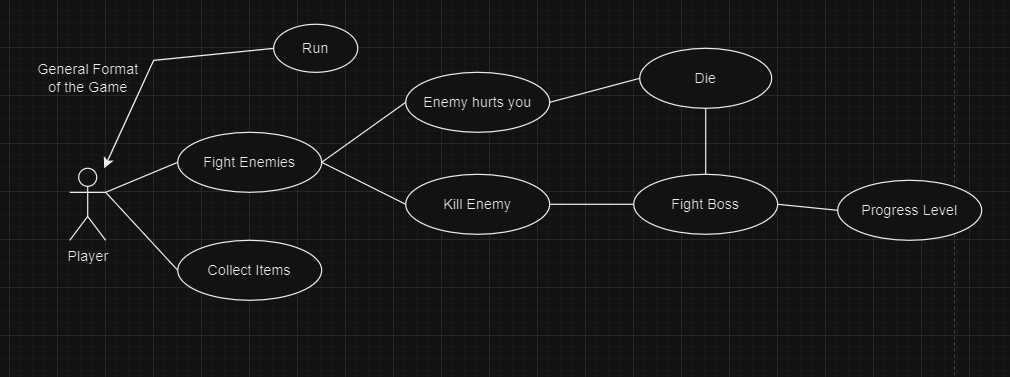 Run
General Format
of the Game
Die
Enemy hurts you
Fight Enemies
Kill Enemy
Fight Boss
Progress Level
Player
Collect Items